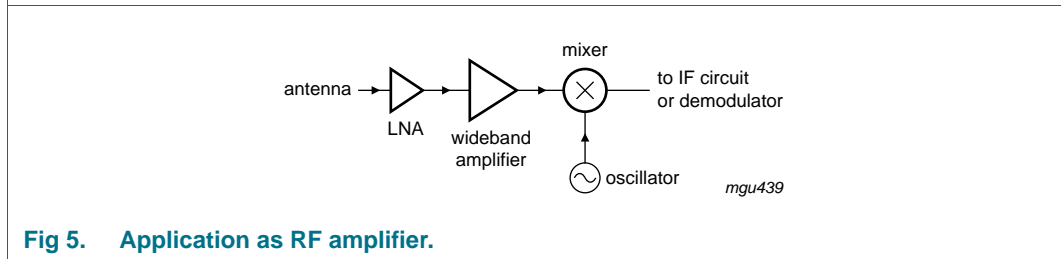 mixer
antenna
to IF circuit
or demodulator
LNA
wideband
amplifier
oscillator
mgu439
Fig 5. Application as RF amplifier.